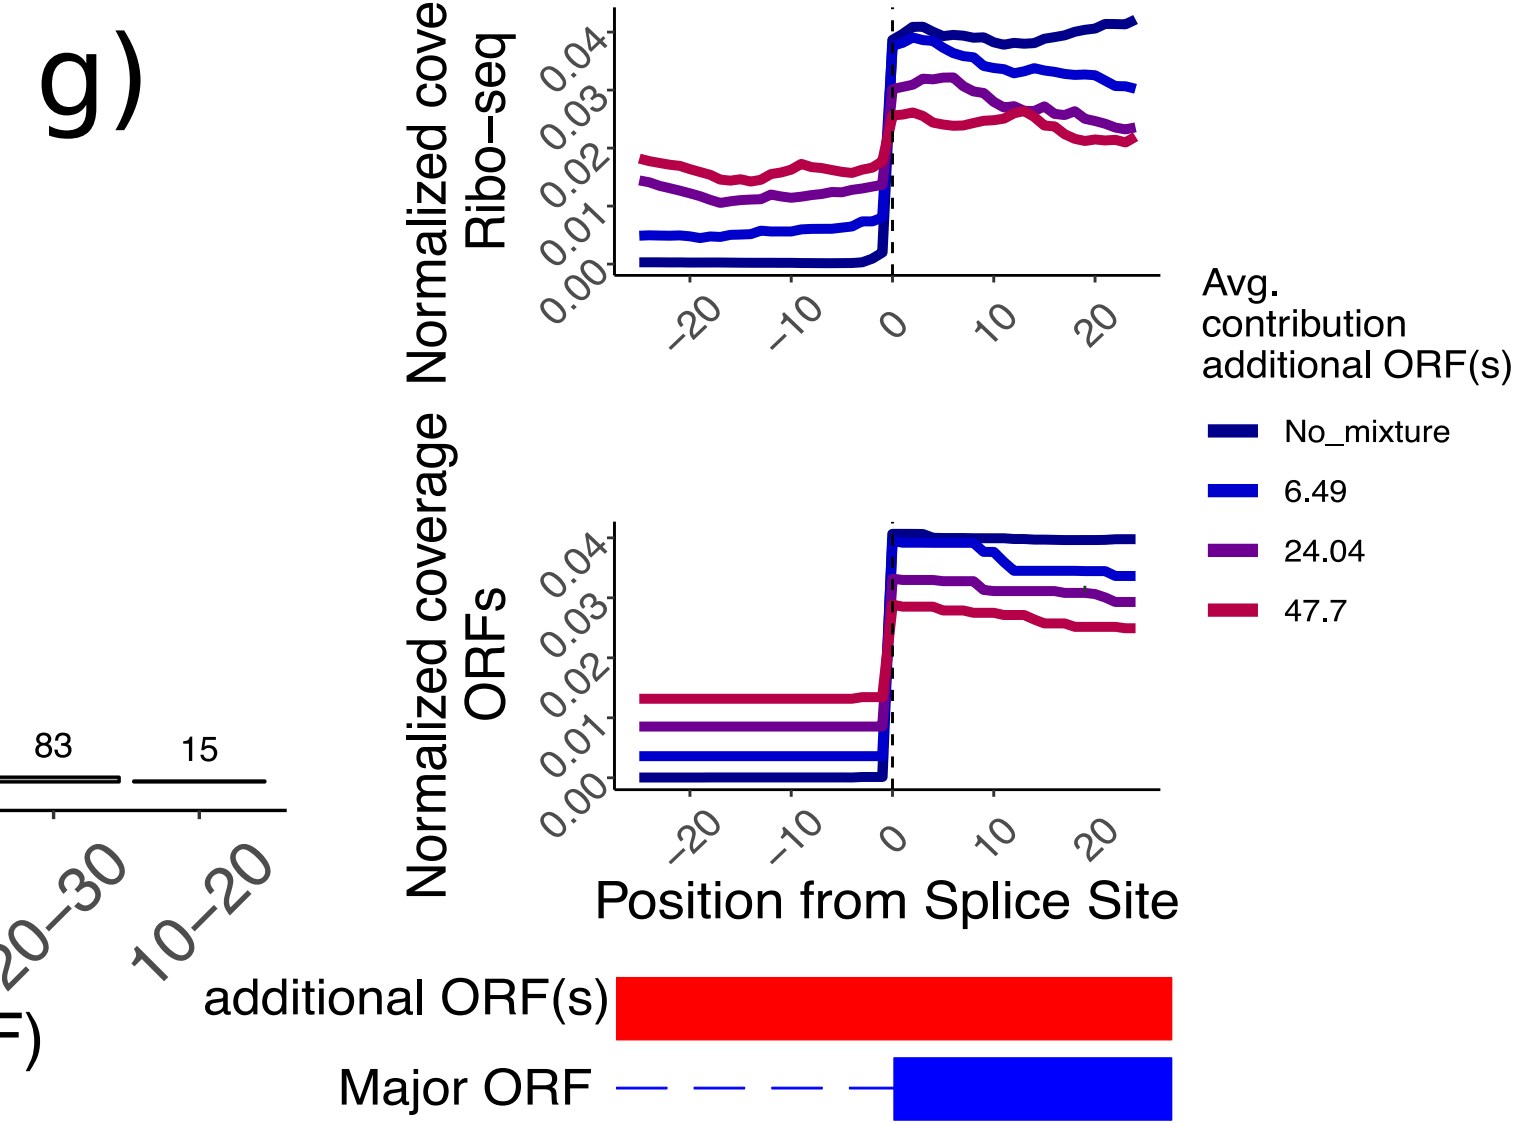 g)
Normalized cove
Ribo−seq
0.04
0.03
0.02
0.01
0.00
−20
−10
0
10
20
Avg.
contribution
additional ORF(s)
No_mixture
6.49
24.04
47.7
Normalized coverage
ORFs
0.04
0.03
0.02
0.01
0.00
−20
−10
0
10
20
Position from Splice Site
83
15
20−30
10−20
F)
additional ORF(s)
Major ORF